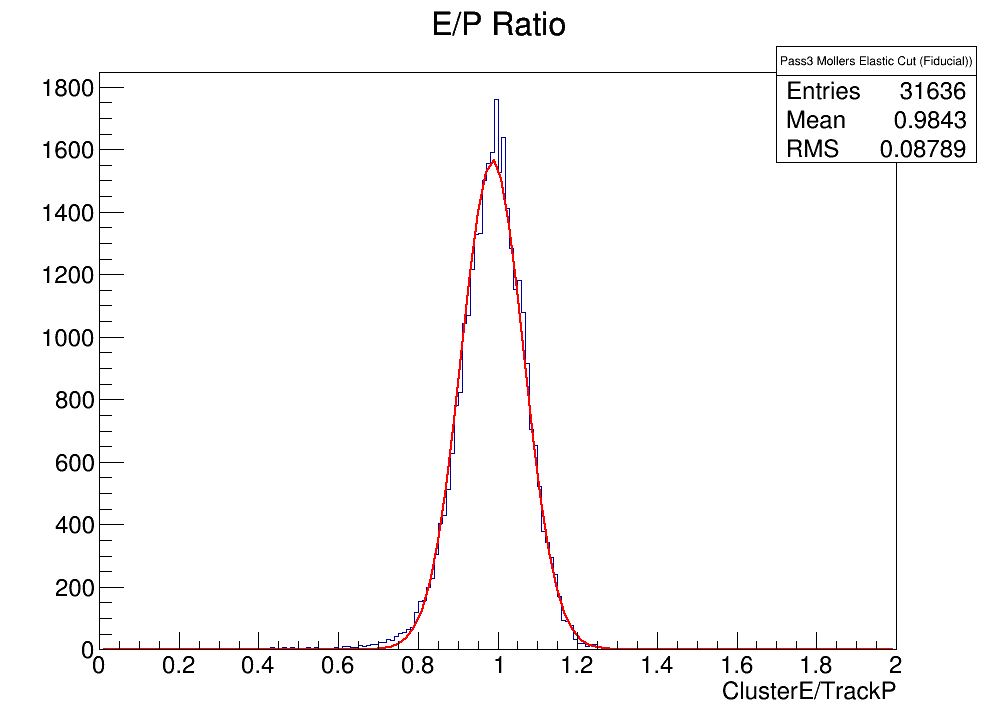 E/P Ratio
Pass3 Mollers Elastic Cut (Fiducial))
Entries 31636
Mean 0.9843
RMS 0.08789
1800
1600
1400
1200
1000
800
600
400
200
0
0 0.2 0.4 0.6 0.8 1 1.2 1.4 1.6 1.8 2
ClusterE/TrackP